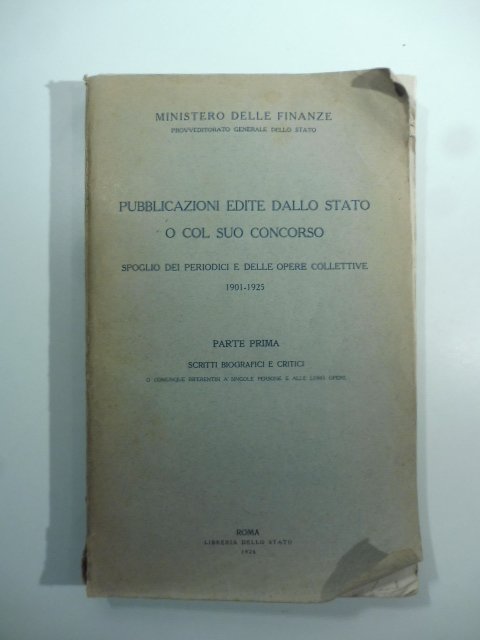 MINISTERO DELLE FINANZE
PROVVEDITORATO GENERALE DELLO STATO
PUBBLICAZIONI EDITE DALLO STATO
O COL SUO CONCORSO
SPOGLIO DEI PERIODICI E DELLE OPERE COLLETTIVE
1901-1925
PARTE PRIMA
SCRITTI BIOGRAFICI E CRITICI
O COMUNQUE RIFERENTISI A SINGOLE PERSONE E ALLE LORO OPERE.
ROMA
LIBRERIA DELLO STATO